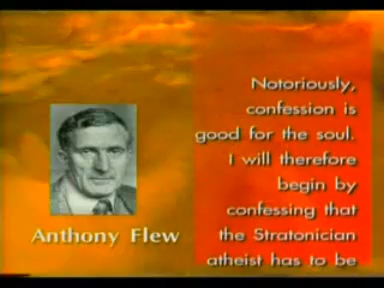 Notoriously,
confession is
good for the soul.
I will therefore
begin by
confessing that
the Stratonician
atheist has to be
Anthony Flew